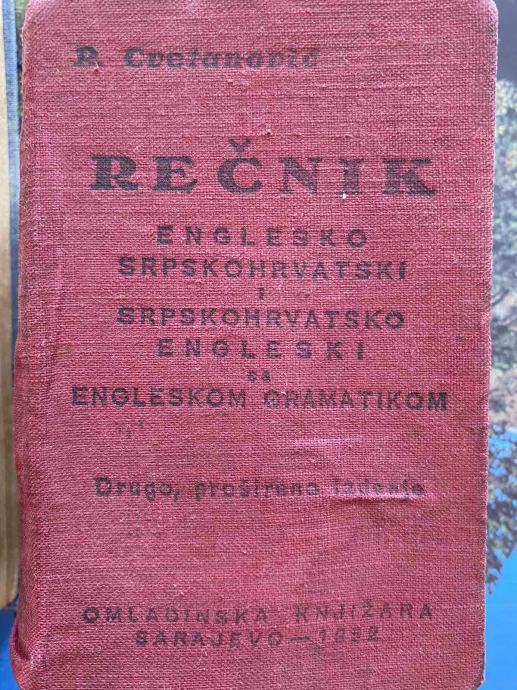 R. Cvetanović
REČNIK
ENGLESKO
SRPSKOHRVATSKI
I
SRPSKOHRVATSKO
ENGLESKI
sa
ENGLESKOM GRAMATIKOM
Drugo, prošireno izdanje
OMLADINSKA KNJIŽARA
SARAJEVO —